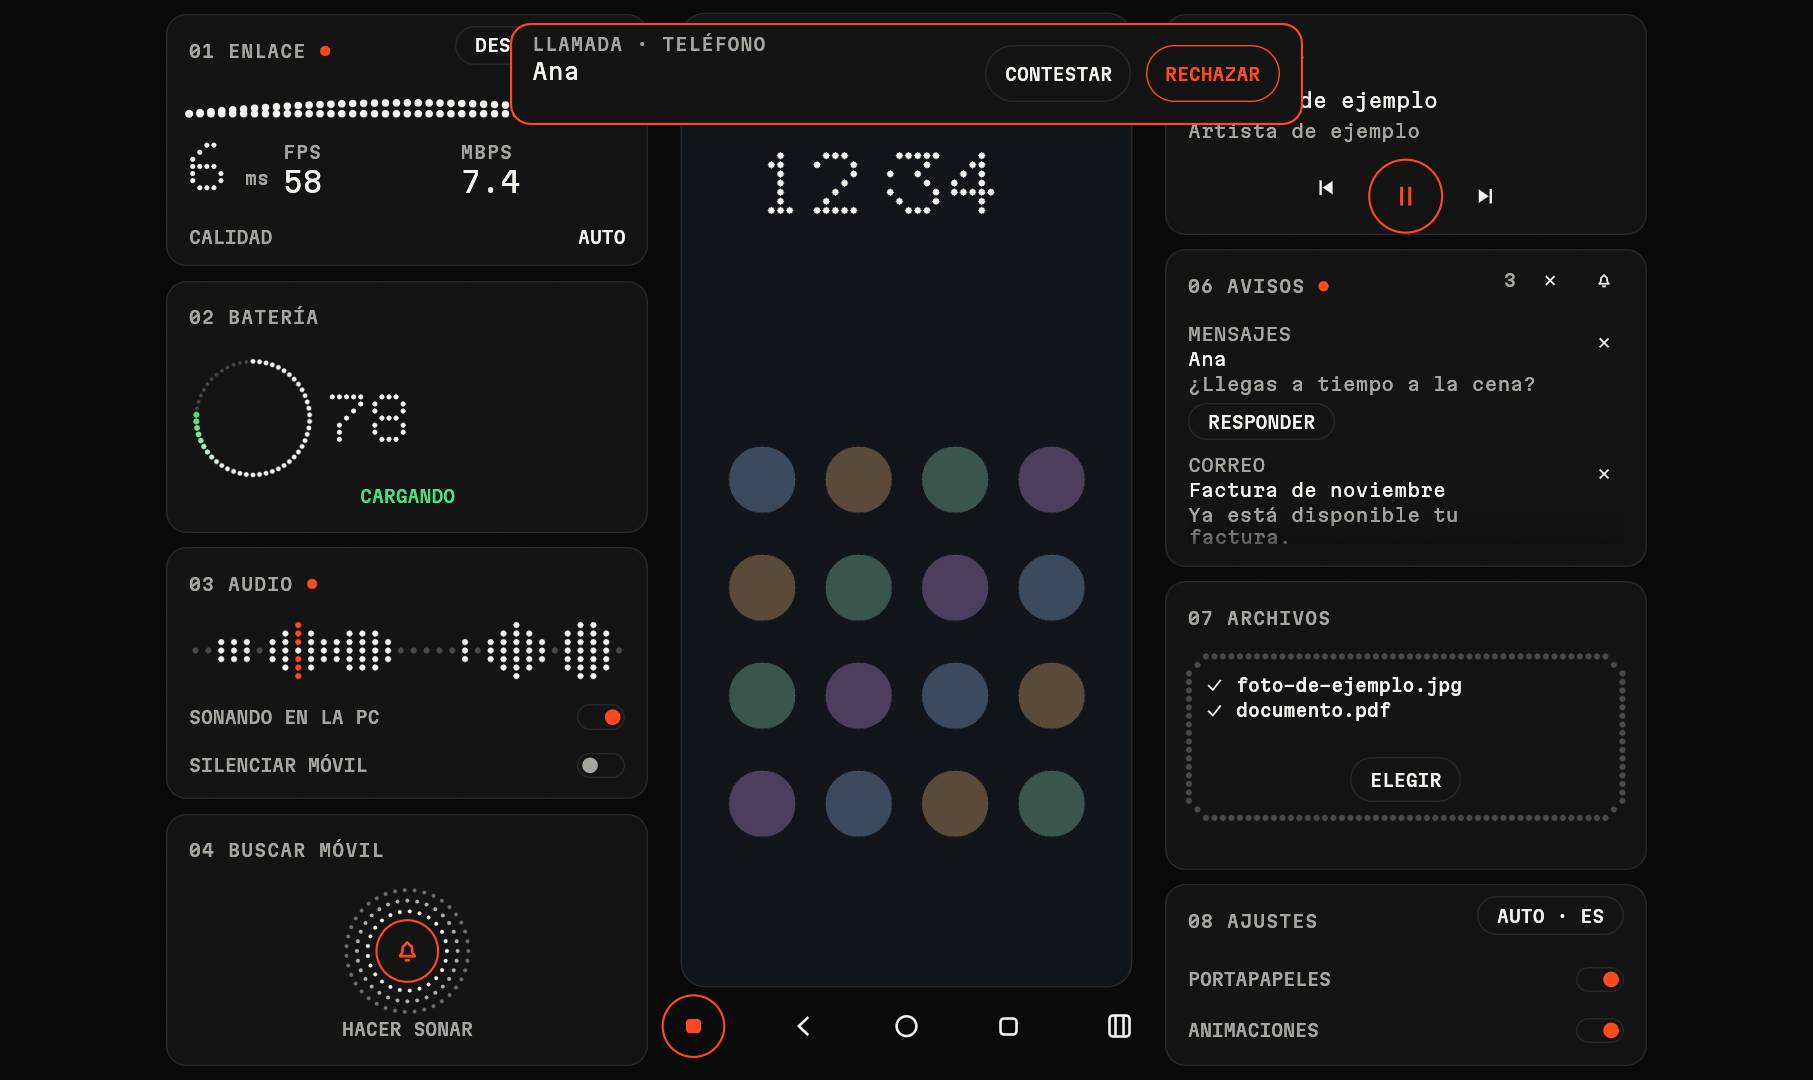 01 ENLACE
DES
LLAMADA · TELÉFONO
Ana
CONTESTAR
RECHAZAR
6 ms
FPS
58
MBPS
7.4
CALIDAD
AUTO
02 BATERÍA
78
CARGANDO
03 AUDIO
SONANDO EN LA PC
SILENCIAR MÓVIL
04 BUSCAR MÓVIL
HACER SONAR
12 34
de ejemplo
Artista de ejemplo
06 AVISOS
3
MENSAJES
Ana
¿Llegas a tiempo a la cena?
RESPONDER
CORREO
Factura de noviembre
Ya está disponible tu
factura.
07 ARCHIVOS
foto-de-ejemplo.jpg
documento.pdf
ELEGIR
08 AJUSTES
AUTO · ES
PORTAPAPELES
ANIMACIONES